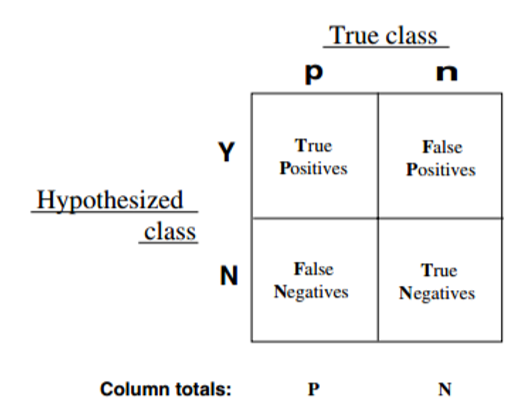 True class
p n
Y
True
Positives
False
Positives
Hypothesized
class
N
False
Negatives
True
Negatives
Column totals: P N